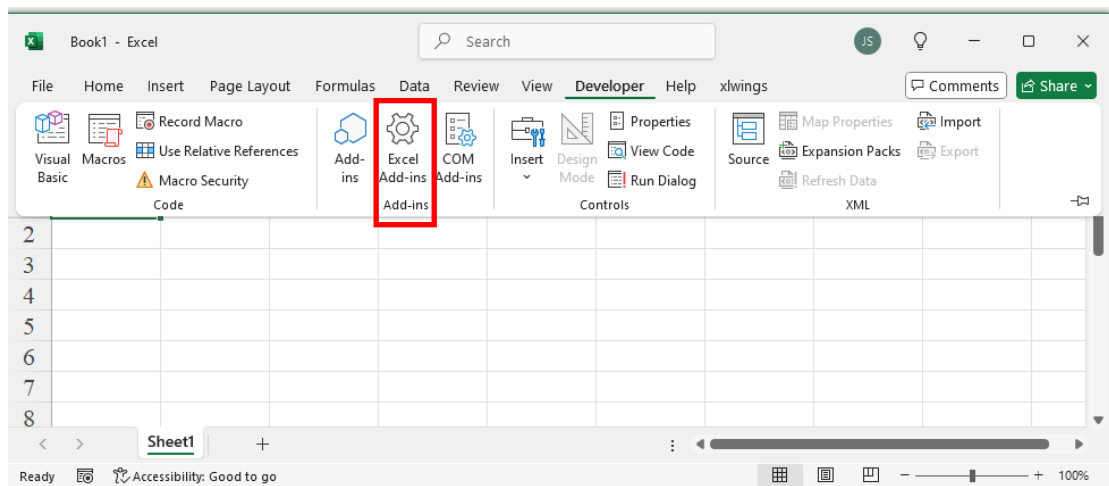 Book1 - Excel
Search
JS
File Home Insert Page Layout Formulas Data Review View Developer Help xlwings Comments Share
Visual Basic
Macros
Record Macro
Use Relative References
Macro Security
Code
Add-ins
Excel Add-ins
COM Add-ins
Add-ins
Insert
Design Mode
Properties
View Code
Run Dialog
Controls
Source
Map Properties
Expansion Packs
Refresh Data
Import
Export
XML
2
3
4
5
6
7
8
Sheet1
Ready Accessibility: Good to go 100%